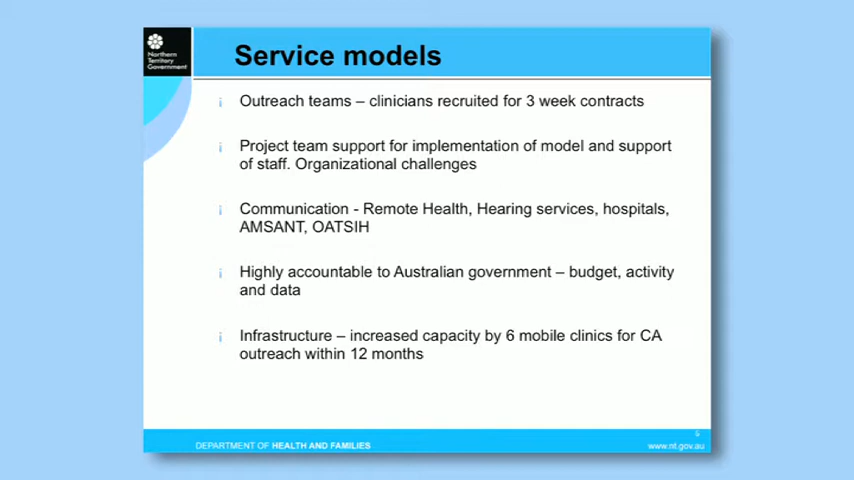 Northern
Territory
Government
Service models
Outreach teams – clinicians recruited for 3 week contracts
Project team support for implementation of model and support
of staff. Organizational challenges
Communication - Remote Health, Hearing services, hospitals,
AMSANT, OATSIH
Highly accountable to Australian government – budget, activity
and data
Infrastructure – increased capacity by 6 mobile clinics for CA
outreach within 12 months
DEPARTMENT OF HEALTH AND FAMILIES
www.nt.gov.au